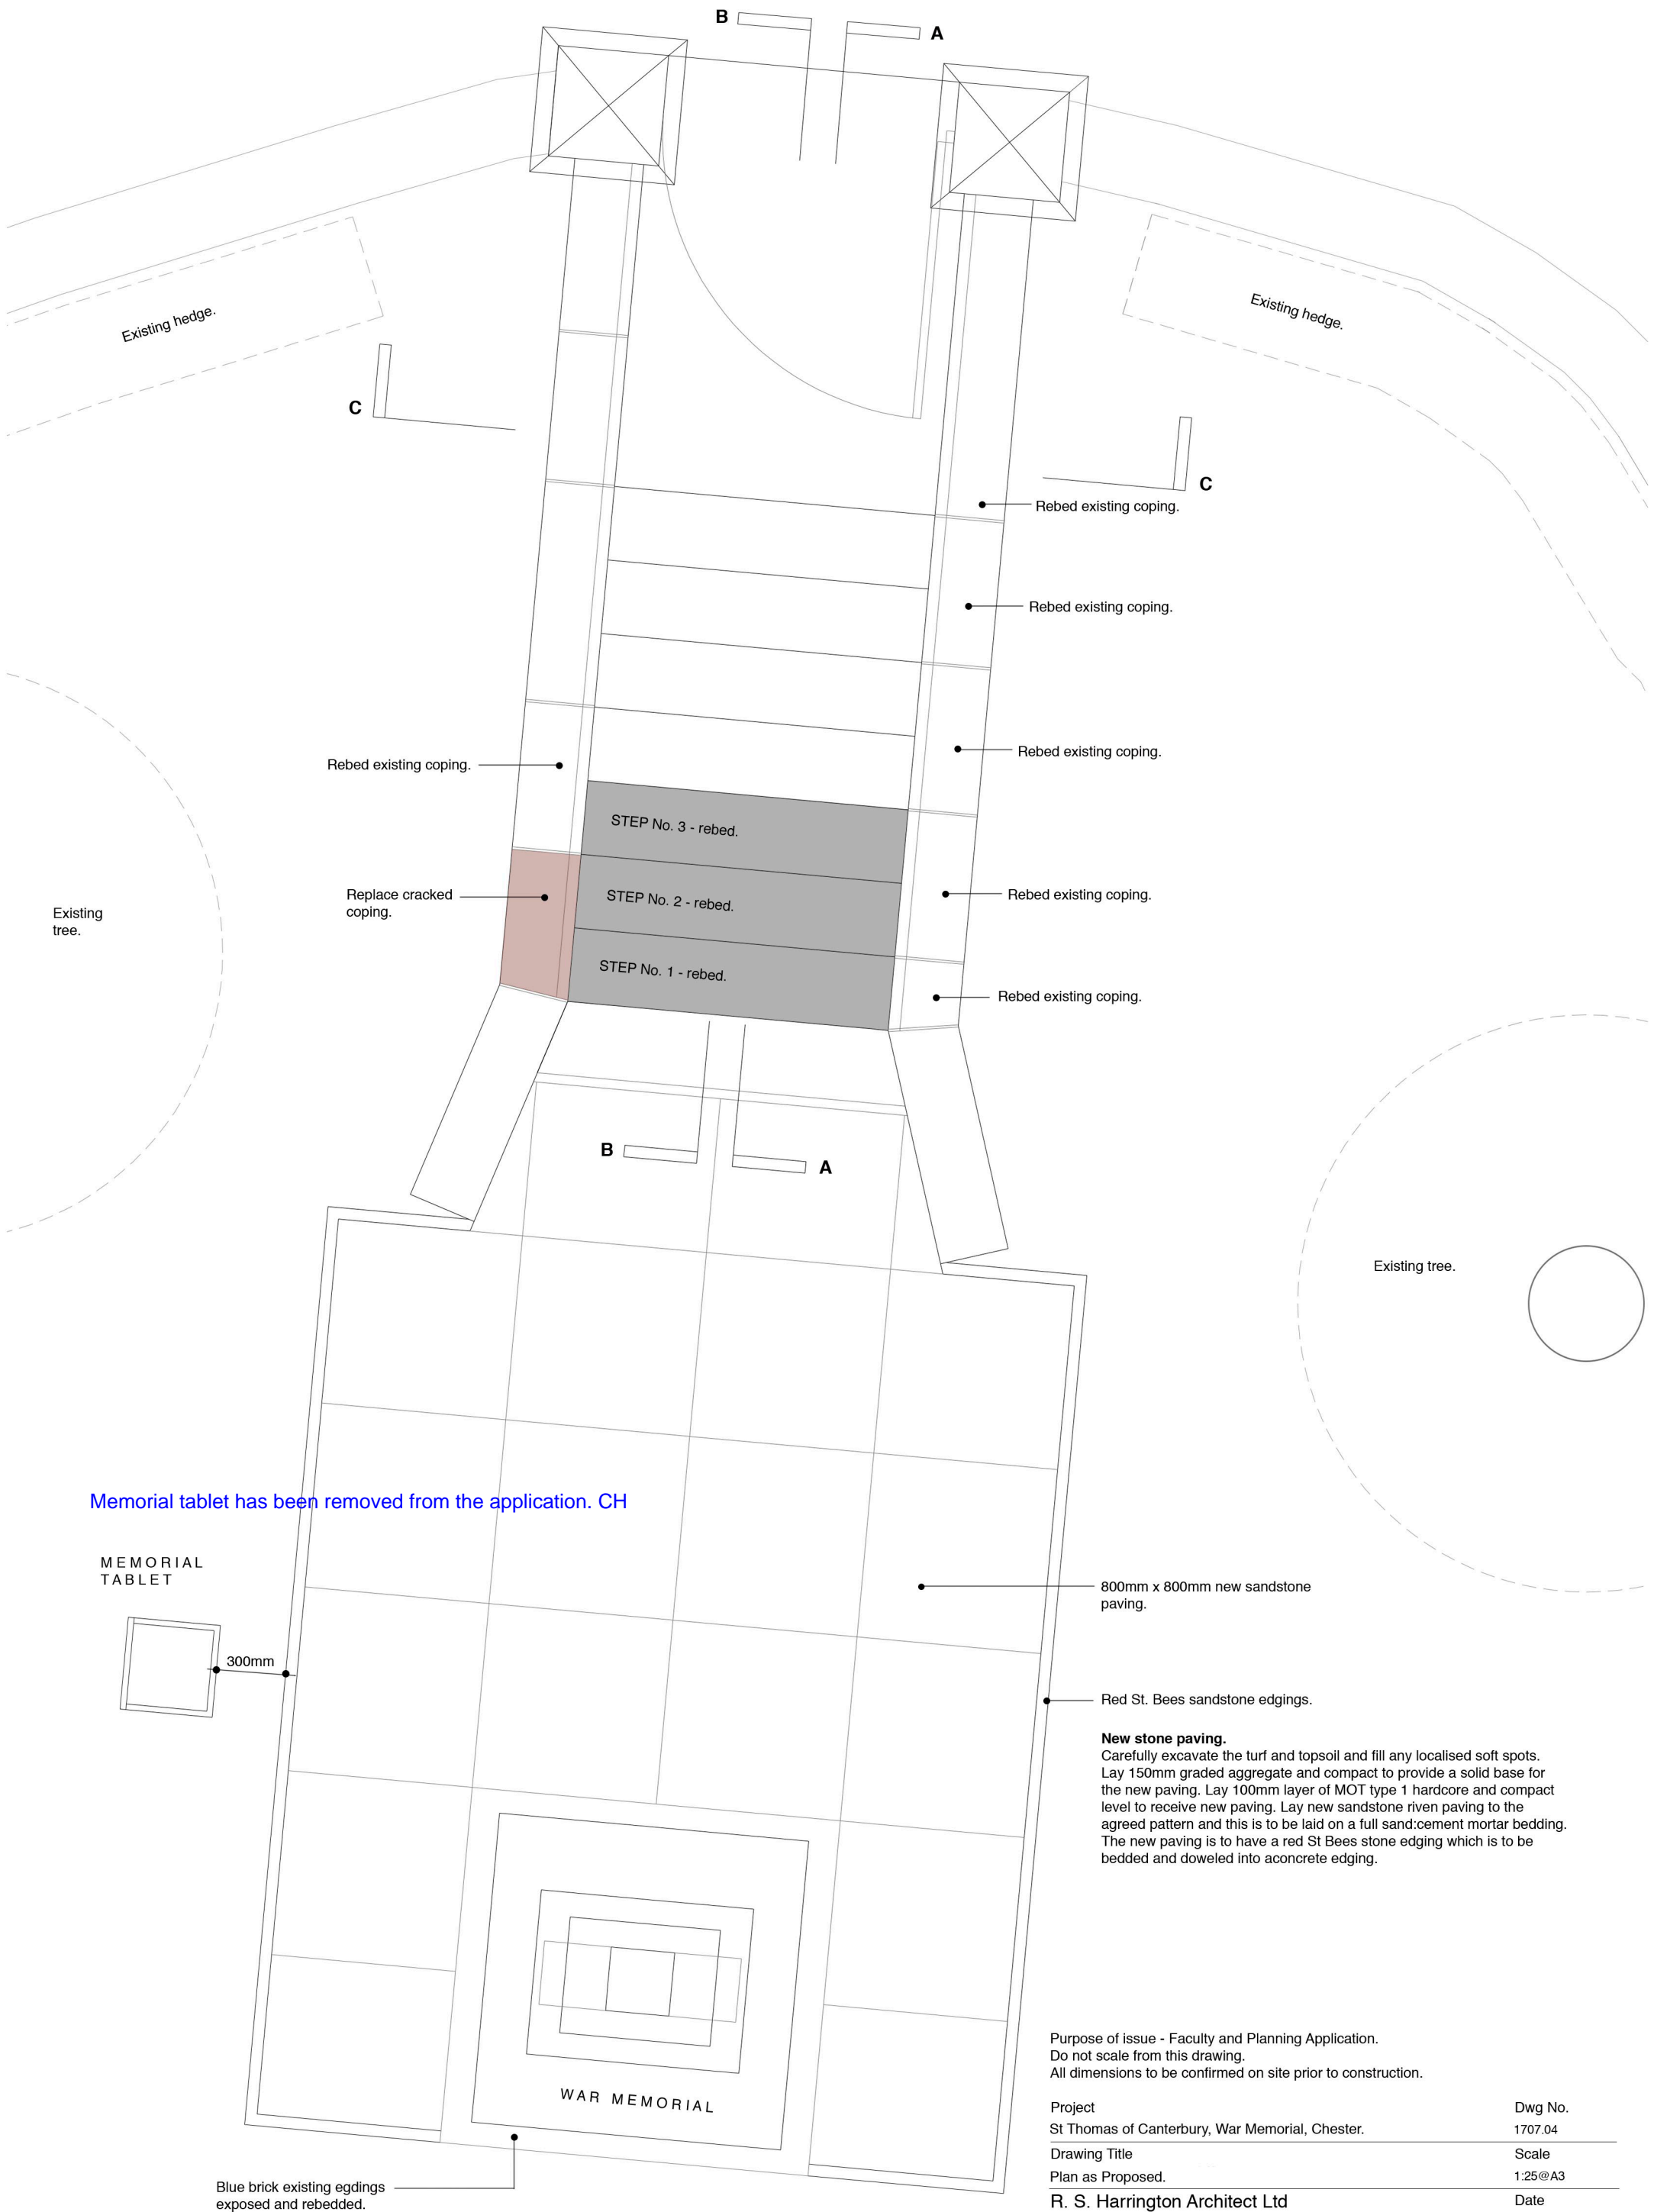 B
A
Existing hedge.
Existing hedge.
C
C
Rebed existing coping.
Rebed existing coping.
Rebed existing coping.
Rebed existing coping.
STEP No. 3 - rebed.
Replace cracked
coping.
STEP No. 2 - rebed.
Rebed existing coping.
Existing
tree.
STEP No. 1 - rebed.
Rebed existing coping.
B
A
Existing tree.
Memorial tablet has been removed from the application. CH
MEMORIAL
TABLET
300mm
800mm x 800mm new sandstone
paving.
Red St. Bees sandstone edgings.
New stone paving.
Carefully excavate the turf and topsoil and fill any localised soft spots.
Lay 150mm graded aggregate and compact to provide a solid base for
the new paving. Lay 100mm layer of MOT type 1 hardcore and compact
level to receive new paving. Lay new sandstone riven paving to the
agreed pattern and this is to be laid on a full sand:cement mortar bedding.
The new paving is to have a red St Bees stone edging which is to be
bedded and doweled into aconcrete edging.
WAR MEMORIAL
Blue brick existing egdings
exposed and rebedded.
Purpose of issue - Faculty and Planning Application.
Do not scale from this drawing.
All dimensions to be confirmed on site prior to construction.
Project Dwg No.
St Thomas of Canterbury, War Memorial, Chester. 1707.04
Drawing Title Scale
Plan as Proposed. 1:25@A3
R. S. Harrington Architect Ltd Date